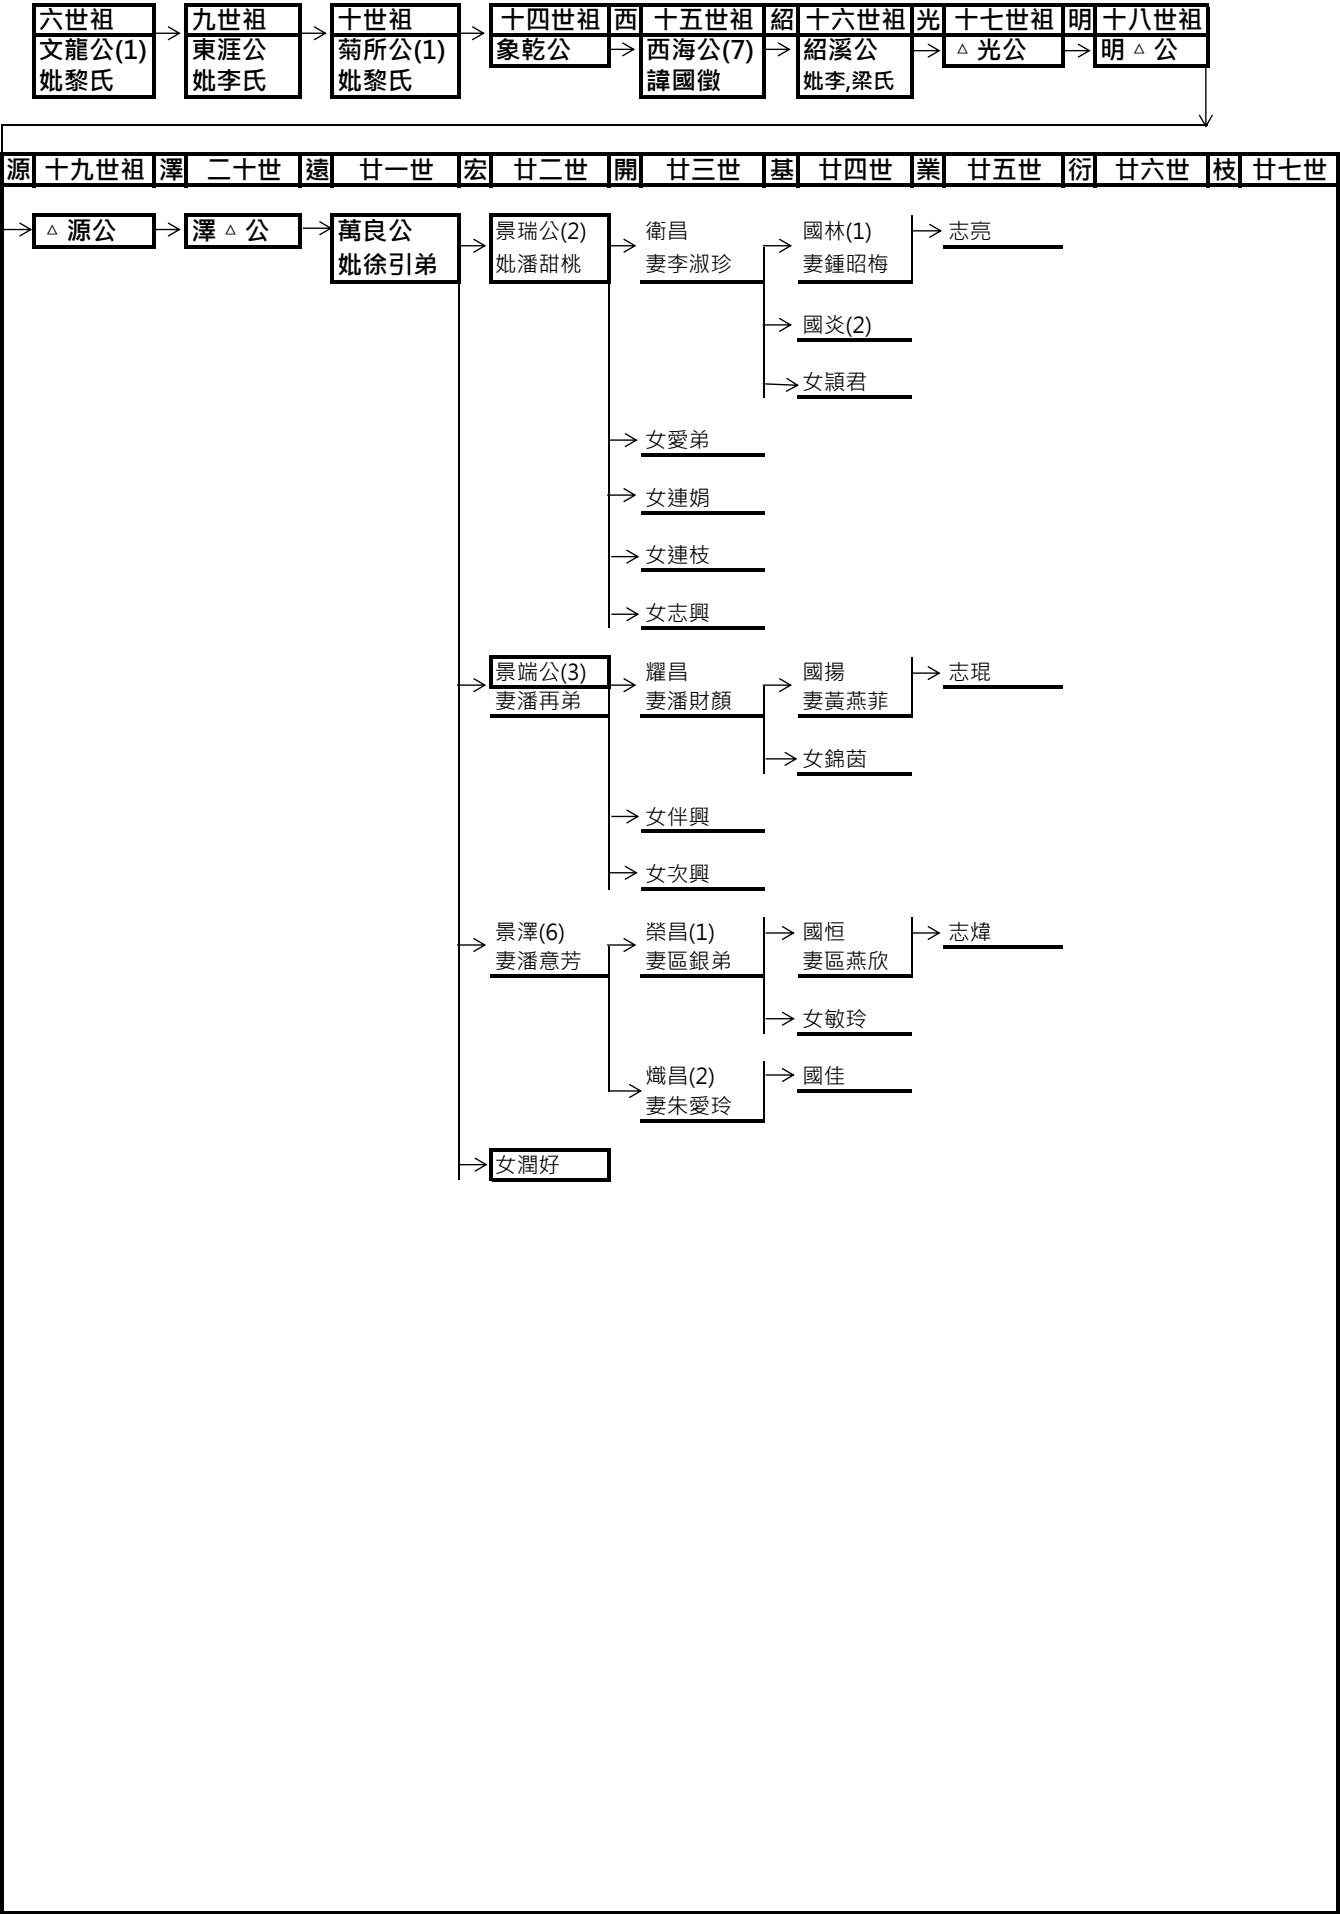 六世祖 九世祖 十世祖 十四世祖 西 十五世祖 紹 十六世祖 光 十七世祖 明 十八世祖
文龍公(1) 東涯公 菊所公(1) 象乾公 西海公(7) 紹溪公 △ 光公 明 △ 公
妣黎氏 妣李氏 妣黎氏 諱國徵 妣李,梁氏
源 十九世祖 澤 二十世 遠 廿一世 宏 廿二世 開 廿三世 基 廿四世 業 廿五世 衍 廿六世 枝 廿七世
△ 源公 澤 △ 公 萬良公 景瑞公(2) 衛昌 國林(1) 志亮
妣徐引弟 妣潘甜桃 妻李淑珍 妻鍾昭梅
國炎(2)
女頴君
女愛弟
女連娟
女連枝
女志興
景端公(3) 耀昌 國揚 志琨
妻潘再弟 妻潘財顏 妻黃燕菲
女錦茵
女伴興
女次興
景澤(6) 榮昌(1) 國恒 志煒
妻潘意芳 妻區銀弟 妻區燕欣
女敏玲
熾昌(2) 國佳
妻朱愛玲
女潤好